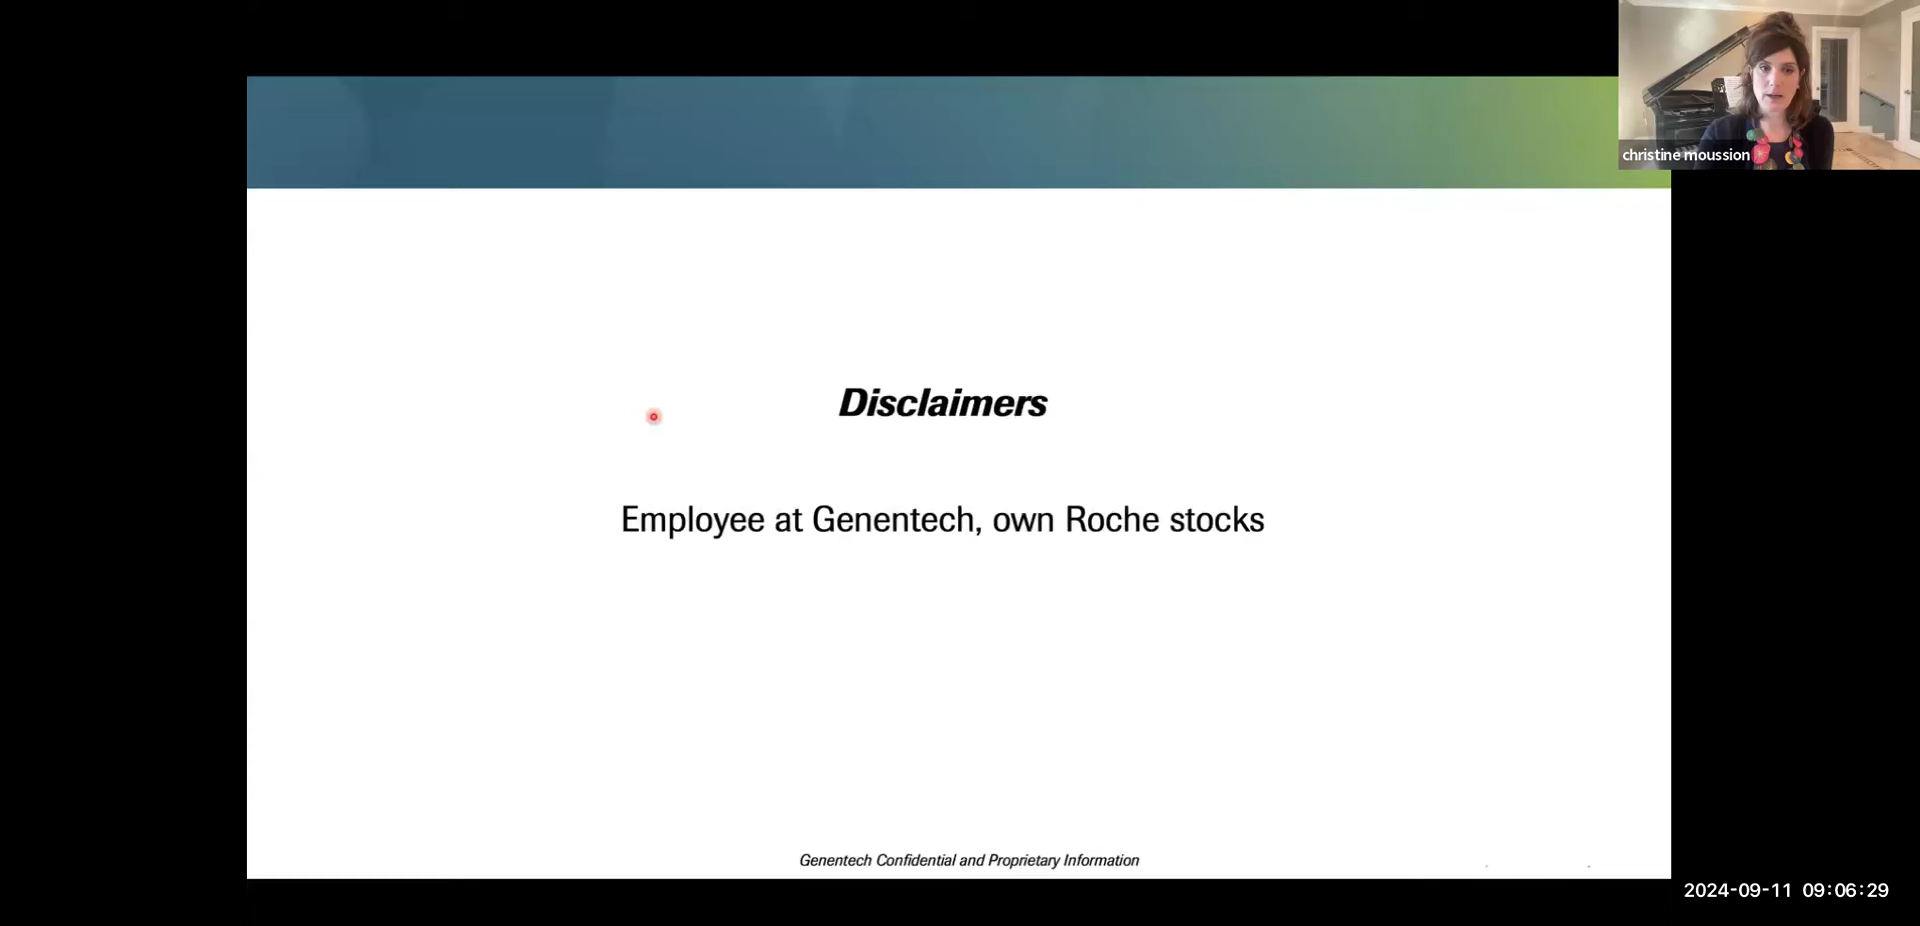 christine moussion
Disclaimers
Employee at Genentech, own Roche stocks
Genentech Confidential and Proprietary Information
2024-09-11 09:06:29